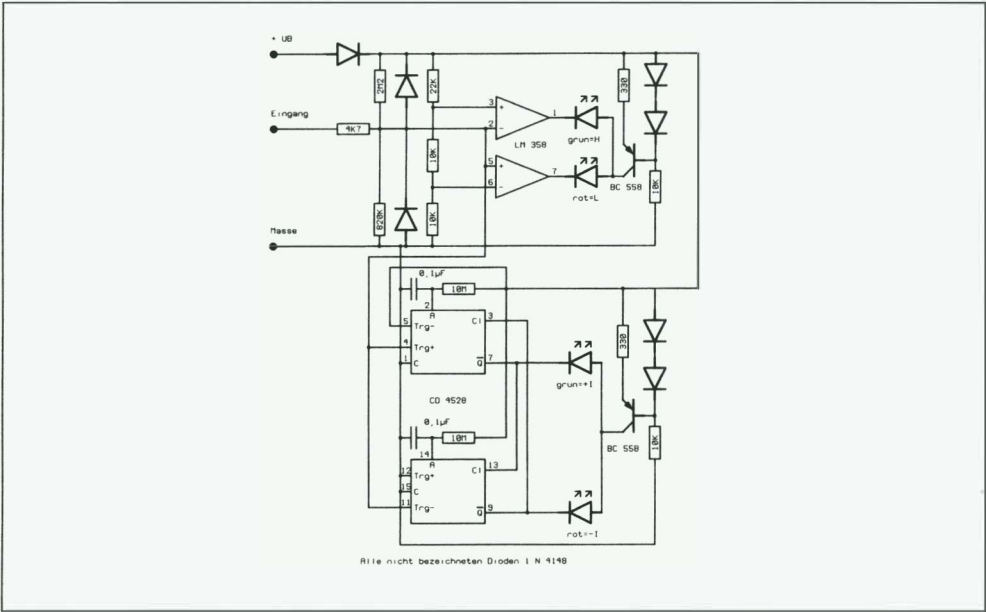 + UB
2M2
22K
330
Eingang
4K7
3
+
2
-
1
LM 358
grun=H
10K
5
+
6
-
7
rot=L
BC 558
10K
820K
10K
Masse
0,1µF
10M
2
A
5
Trg-
Cl
3
4
Trg+
1
C
Q
7
330
grun=+I
CD 4528
0,1µF
10M
BC 558
10K
14
A
12
Trg+
Cl
13
15
C
11
Trg-
Q
9
rot=-I
Alle nicht bezeichneten Dioden 1 N 4148